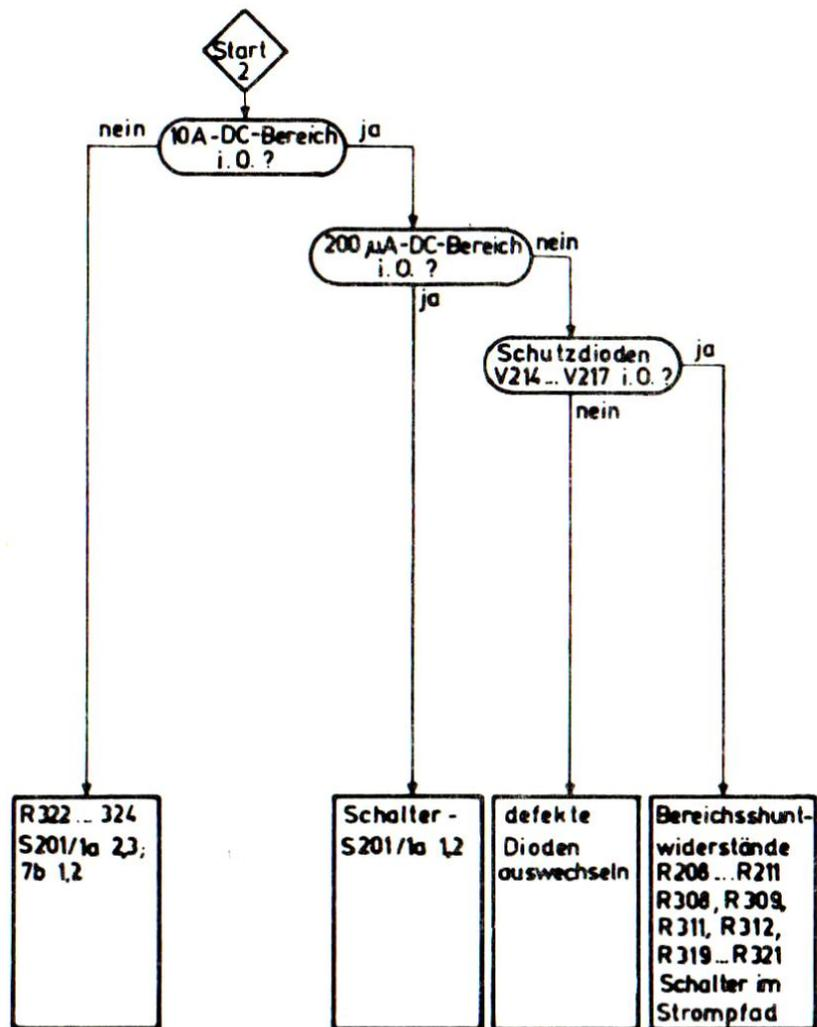 Start
2
nein
10A-DC-Bereich
i.O.?
ja
200 µA-DC-Bereich
i.O.?
nein
ja
Schutzdioden
V214...V217 i.O.?
ja
nein
R322... 324
S201/1a 2,3;
7b 1,2
Schalter-
S201/1a 1,2
defekte
Dioden
auswechseln
Bereichsshunt-
widerstände
R208...R211
R308, R309,
R311, R312,
R319...R321
Schalter im
Strompfad